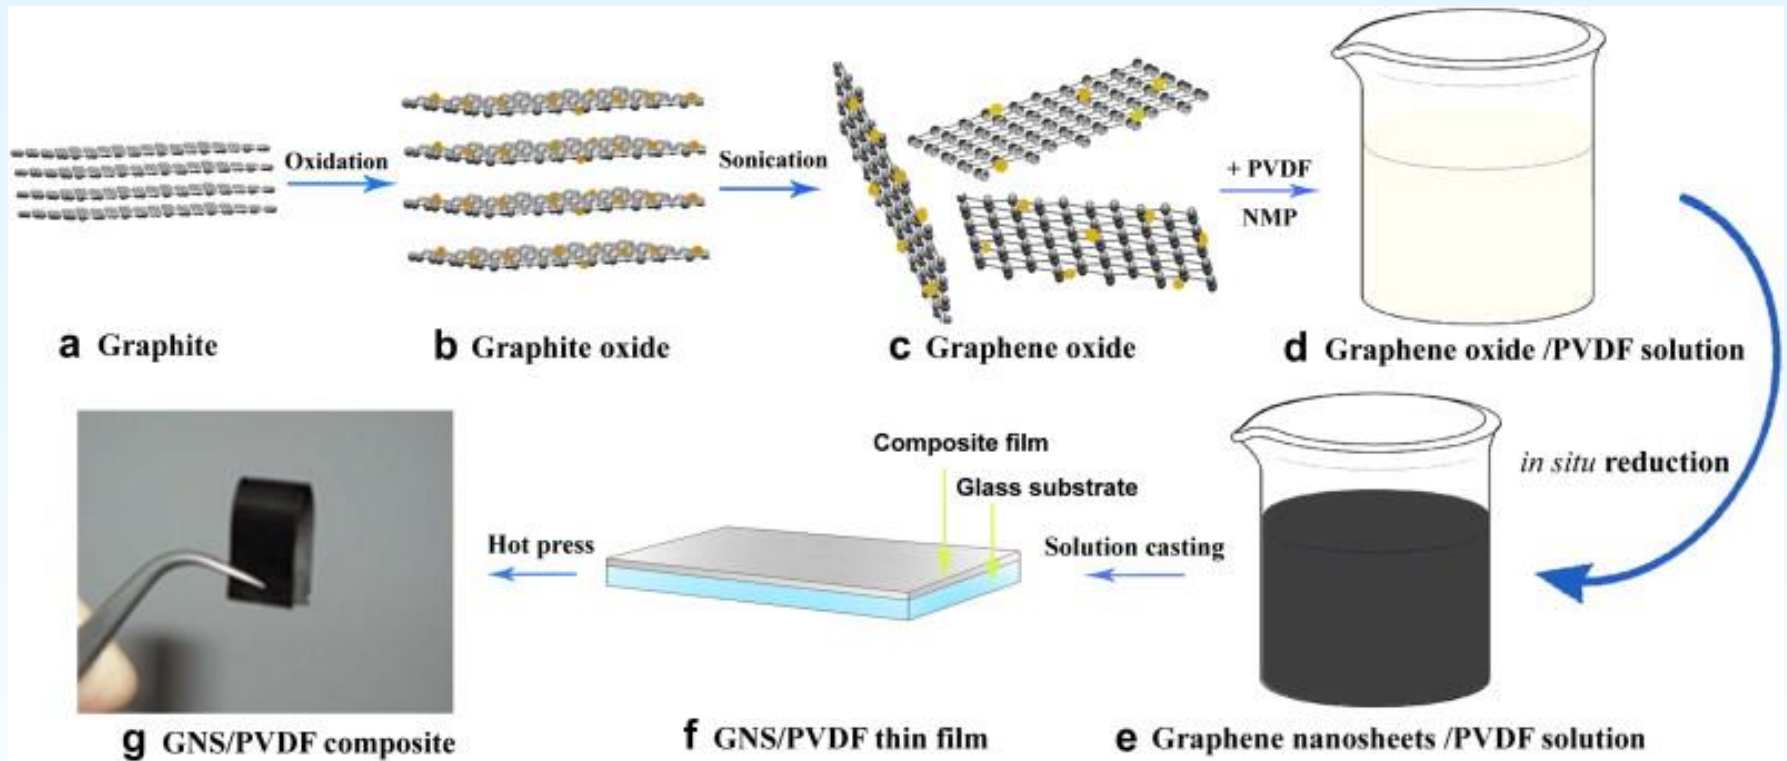 Oxidation
Sonication
+ PVDF
NMP
a Graphite
b Graphite oxide
c Graphene oxide
d Graphene oxide /PVDF solution
in situ reduction
Composite film
Glass substrate
Hot press
Solution casting
g GNS/PVDF composite
f GNS/PVDF thin film
e Graphene nanosheets /PVDF solution